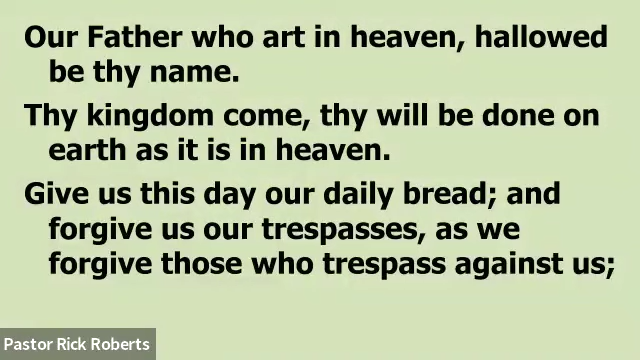 Our Father who art in heaven, hallowed
be thy name.
Thy kingdom come, thy will be done on
earth as it is in heaven.
Give us this day our daily bread; and
forgive us our trespasses, as we
forgive those who trespass against us;
Pastor Rick Roberts